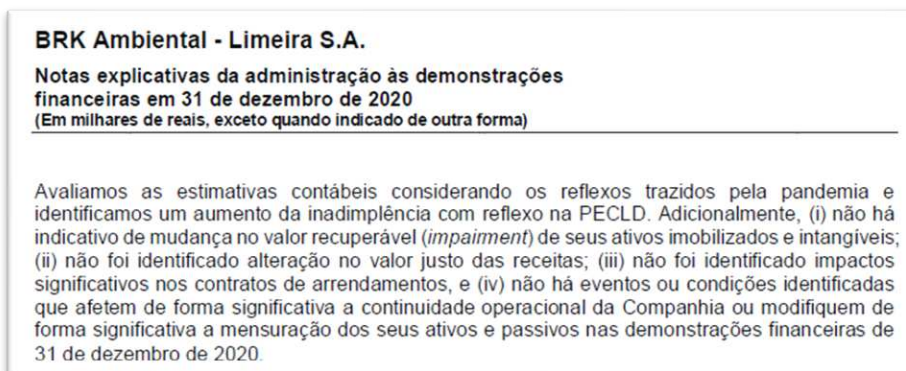 BRK Ambiental - Limeira S.A.
Notas explicativas da administração às demonstrações
financeiras em 31 de dezembro de 2020
(Em milhares de reais, exceto quando indicado de outra forma)
Avaliamos as estimativas contábeis considerando os reflexos trazidos pela pandemia e
identificamos um aumento da inadimplência com reflexo na PECLD. Adicionalmente, (i) não há
indicativo de mudança no valor recuperável (impairment) de seus ativos imobilizados e intangíveis;
(ii) não foi identificado alteração no valor justo das receitas; (iii) não foi identificado impactos
significativos nos contratos de arrendamentos, e (iv) não há eventos ou condições identificadas
que afetem de forma significativa a continuidade operacional da Companhia ou modifiquem de
forma significativa a mensuração dos seus ativos e passivos nas demonstrações financeiras de
31 de dezembro de 2020.